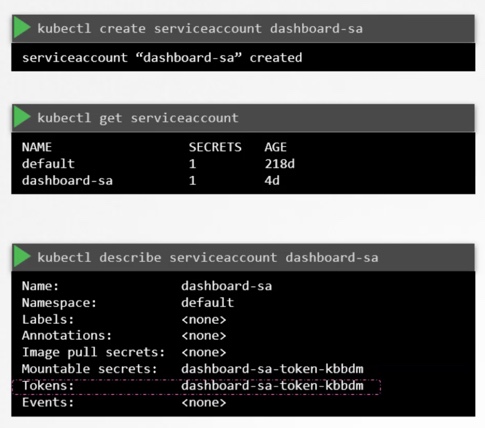 kubectl create serviceaccount dashboard-sa
serviceaccount “dashboard-sa” created
kubectl get serviceaccount
NAME SECRETS AGE
default 1 218d
dashboard-sa 1 4d
kubectl describe serviceaccount dashboard-sa
Name: dashboard-sa
Namespace: default
Labels: <none>
Annotations: <none>
Image pull secrets: <none>
Mountable secrets: dashboard-sa-token-kbbdm
Tokens: dashboard-sa-token-kbbdm
Events: <none>